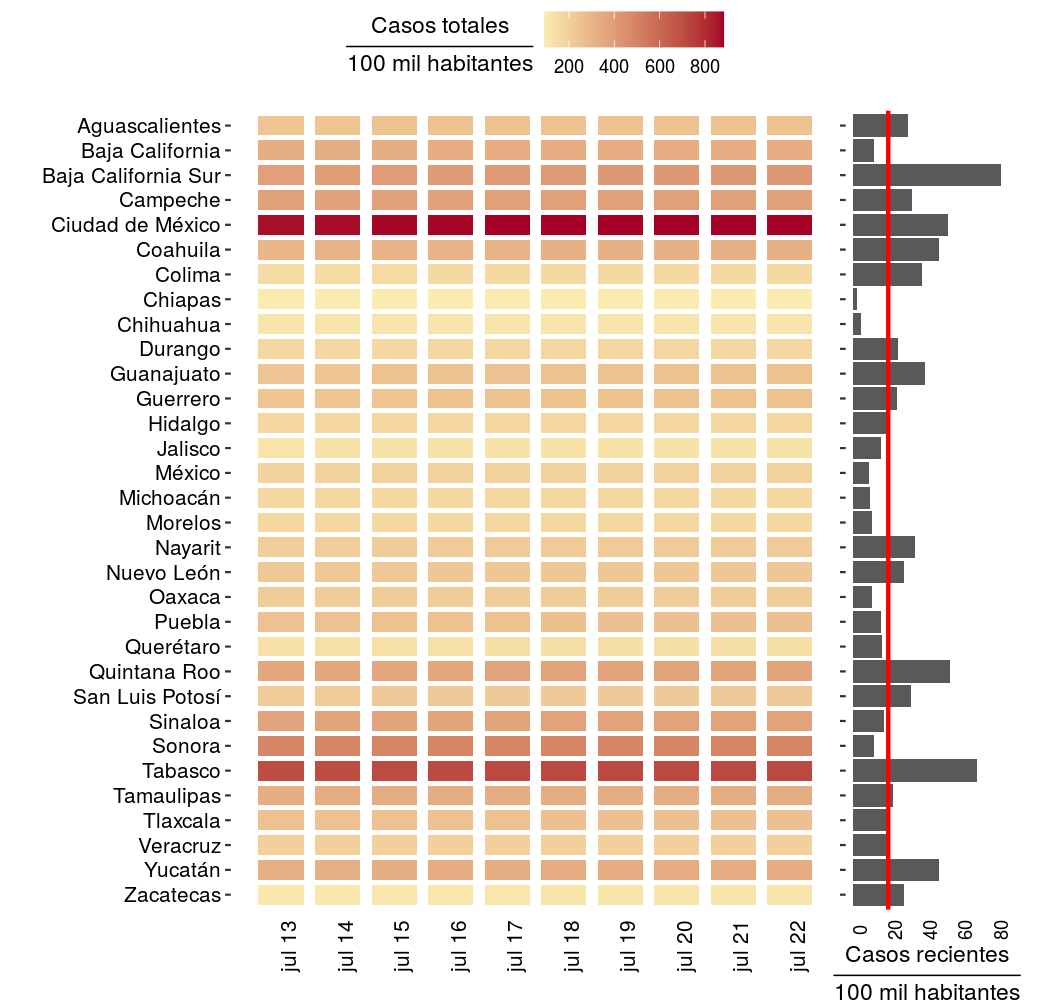 Casos totales
100 mil habitantes
200 400 600 800
Aguascalientes
Baja California
Baja California Sur
Campeche
Ciudad de México
Coahuila
Colima
Chiapas
Chihuahua
Durango
Guanajuato
Guerrero
Hidalgo
Jalisco
México
Michoacán
Morelos
Nayarit
Nuevo León
Oaxaca
Puebla
Querétaro
Quintana Roo
San Luis Potosí
Sinaloa
Sonora
Tabasco
Tamaulipas
Tlaxcala
Veracruz
Yucatán
Zacatecas
jul 13 jul 14 jul 15 jul 16 jul 17 jul 18 jul 19 jul 20 jul 21 jul 22
0 20 40 60 80
Casos recientes
100 mil habitantes